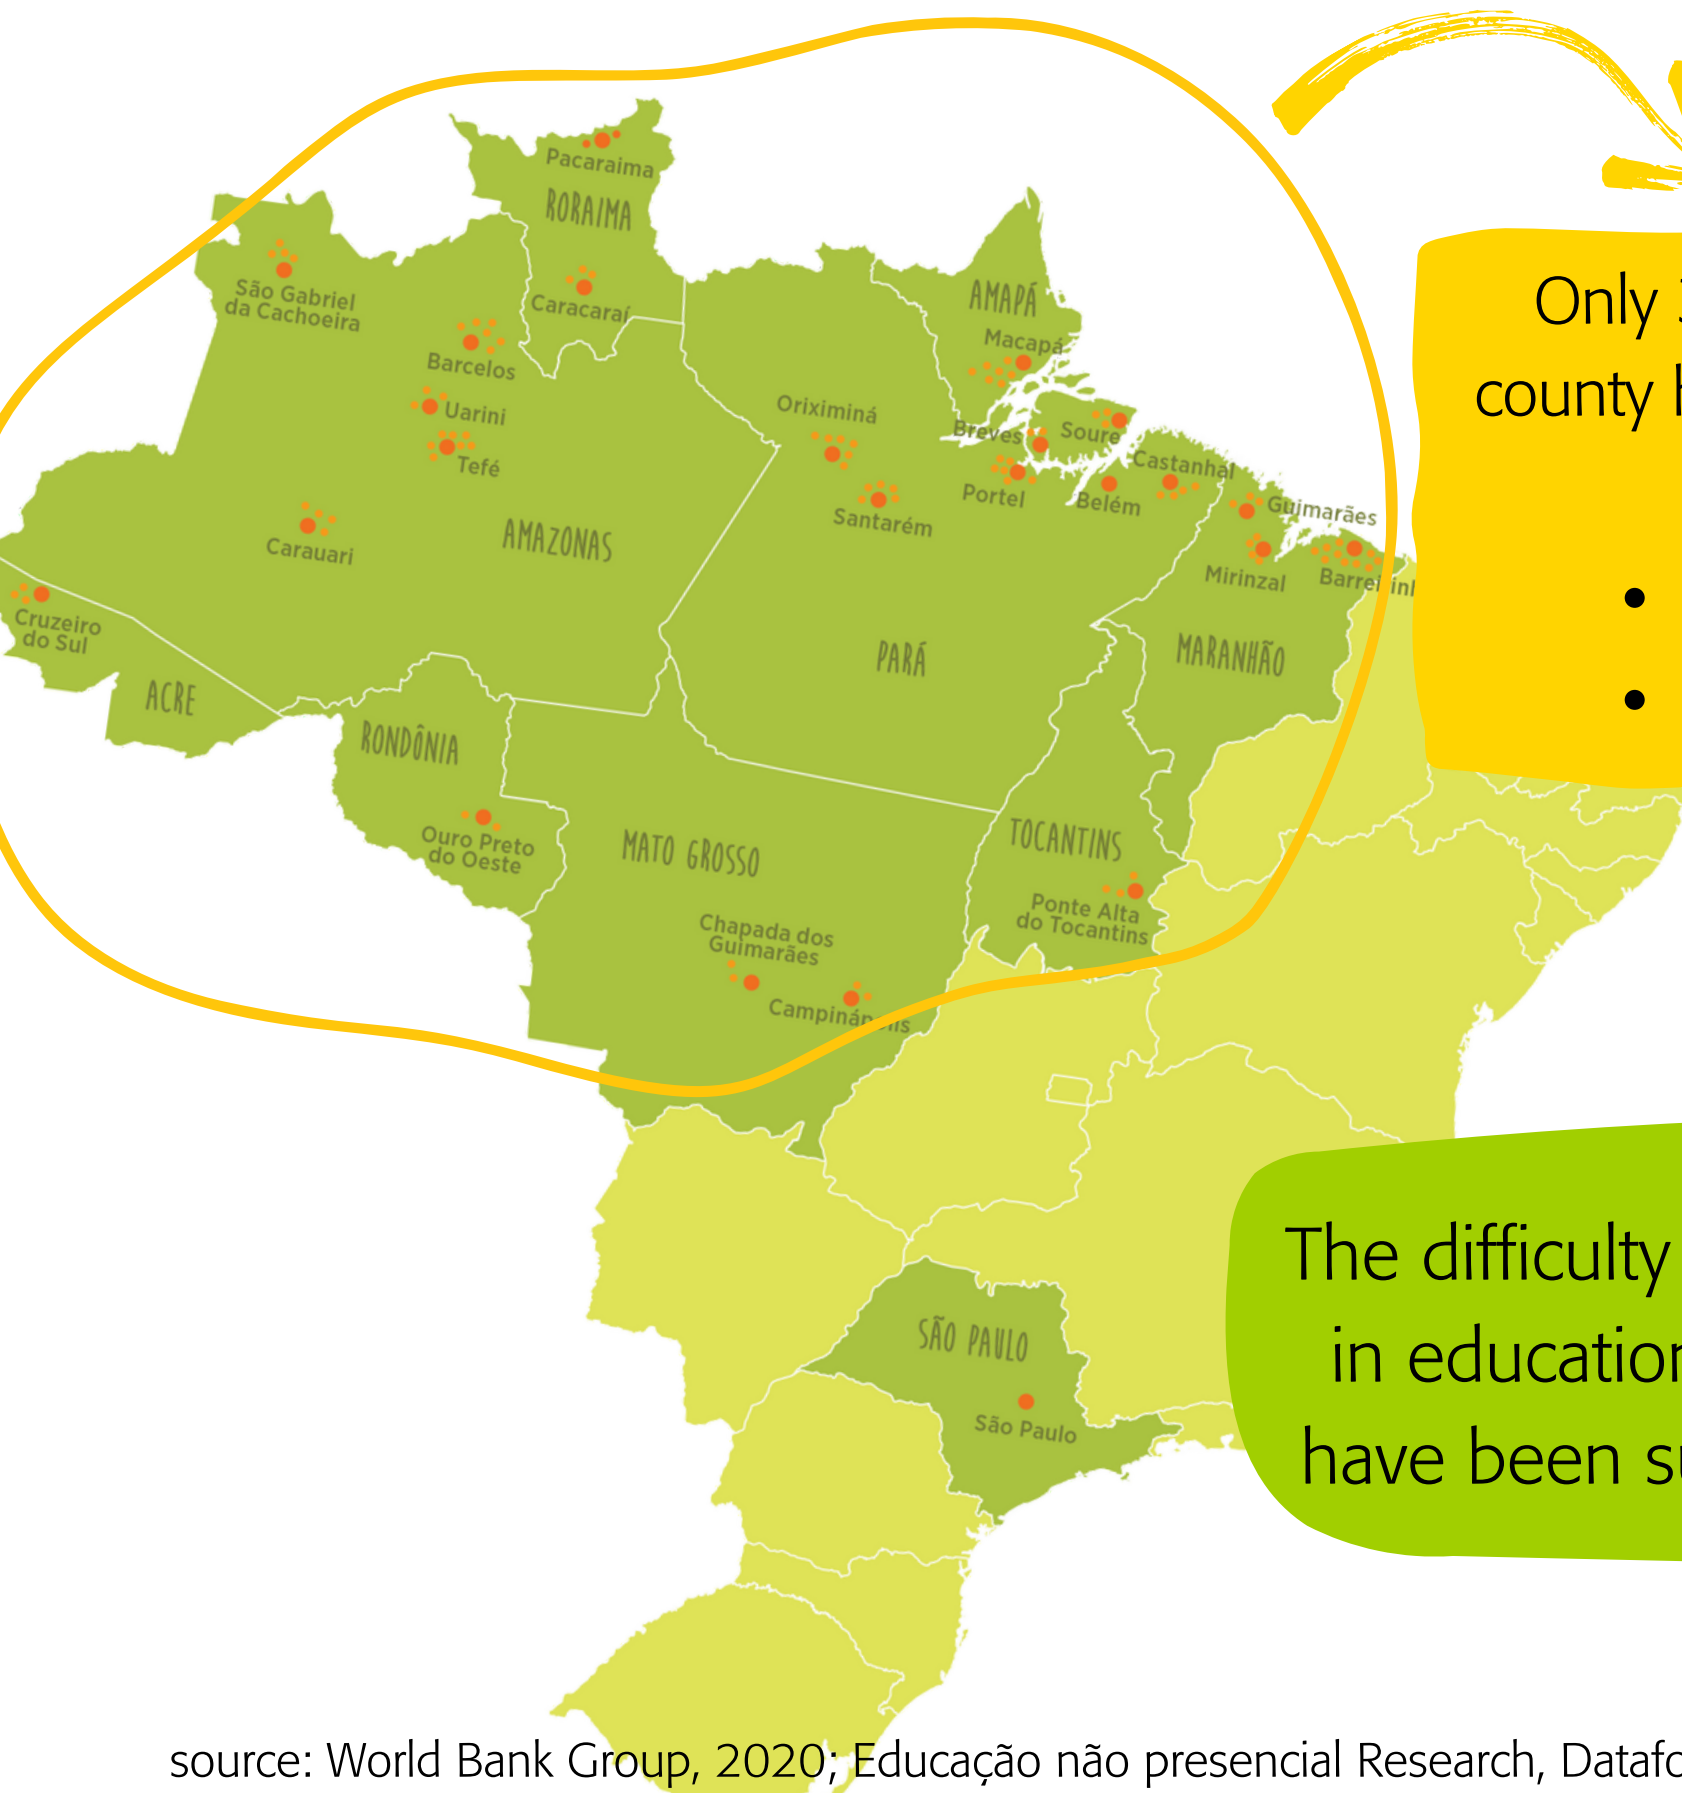 Pacaraima
RORAIMA
São Gabriel
da Cachoeira
Caracaraí
AMAPÁ
Macapá
Barcelos
Uarini
Tefé
Oriximiná
Breves
Soure
Castanhal
Portel
Belém
Santarém
Guimarães
Mirinzal
Carauari
AMAZONAS
Cruzeiro
do Sul
PARÁ
MARANHÃO
ACRE
RONDÔNIA
Ouro Preto
do Oeste
MATO GROSSO
TOCANTINS
Ponte Alta
do Tocantins
Chapada dos
Guimarães
Campinápolis
SÃO PAULO
São Paulo
Only
county
•
•
The difficulty
in education
have been
source: World Bank Group, 2020; Educação não presencial Research,